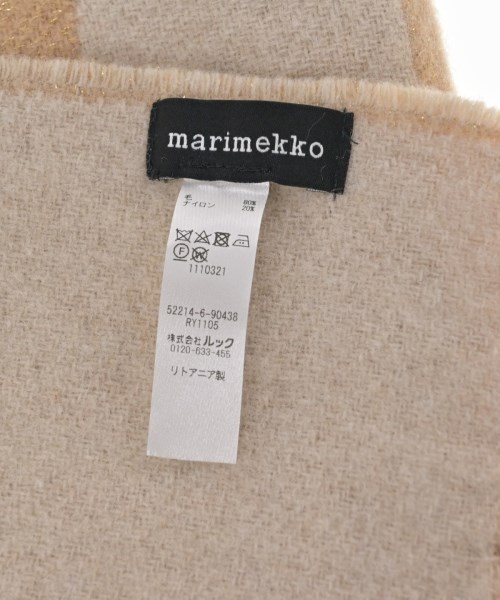 marimekko
毛 80%
ナイロン 20%
1110321
52214-6-90438
RY1105
株式会社ルック
0120-633-455
リトアニア製